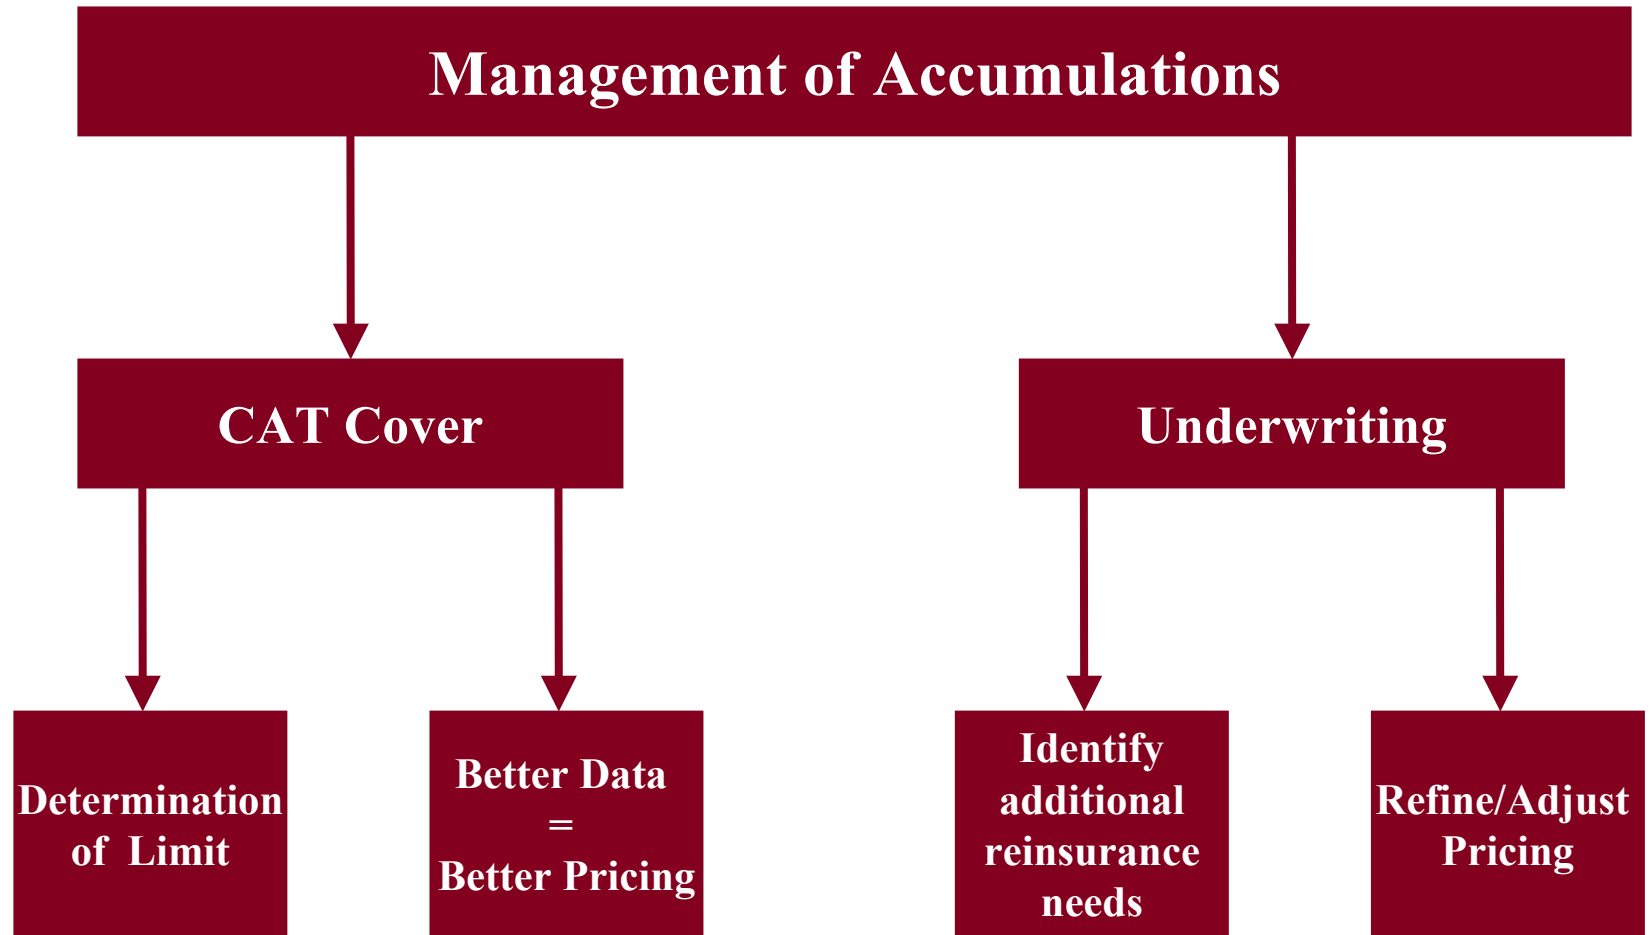 Management of Accumulations
CAT Cover
Underwriting
Determination
of Limit
Better Data
=
Better Pricing
Identify
additional
reinsurance
needs
Refine/Adjust
Pricing